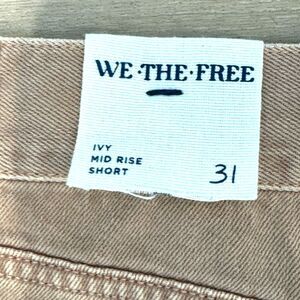 WE·THE·FREE
IVY
MID RISE
SHORT 31